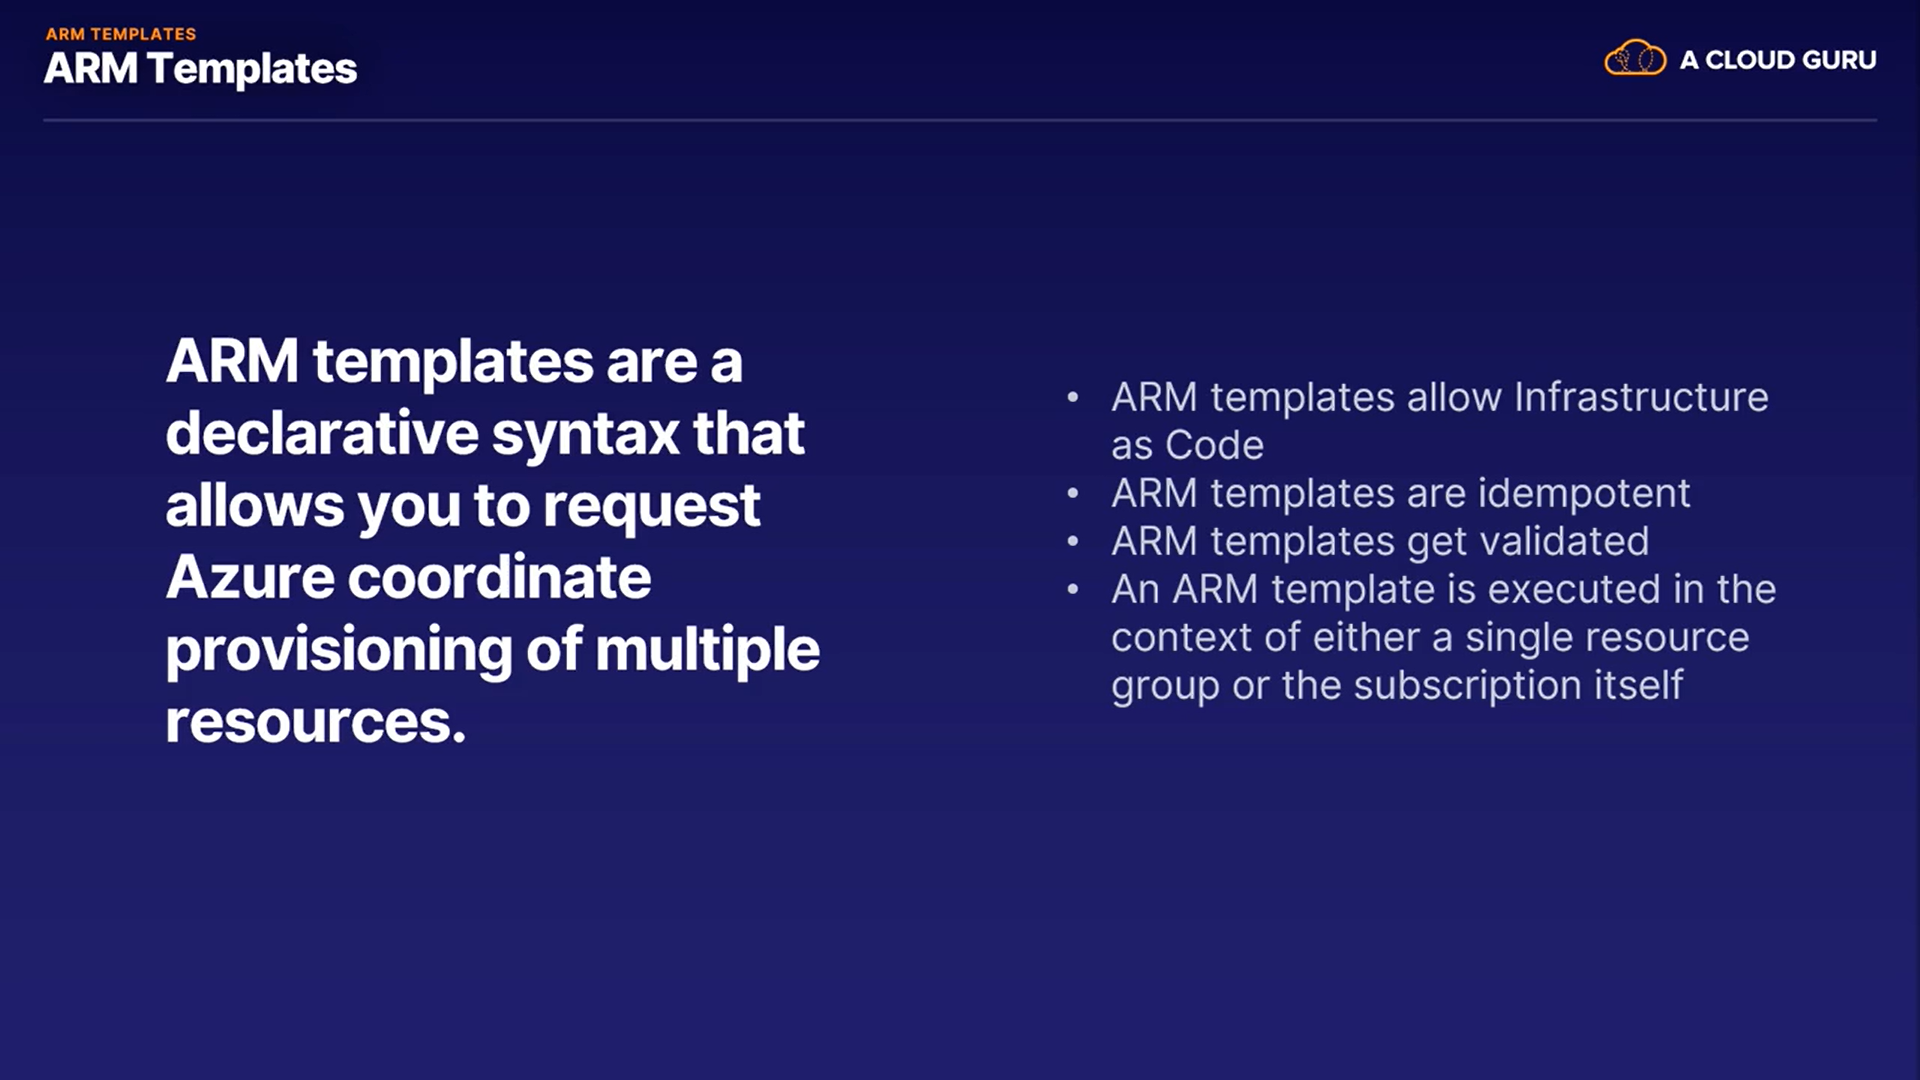 ARM TEMPLATES
ARM Templates
A CLOUD GURU
ARM templates are a
declarative syntax that
allows you to request
Azure coordinate
provisioning of multiple
resources.
• ARM templates allow Infrastructure
as Code
• ARM templates are idempotent
• ARM templates get validated
• An ARM template is executed in the
context of either a single resource
group or the subscription itself